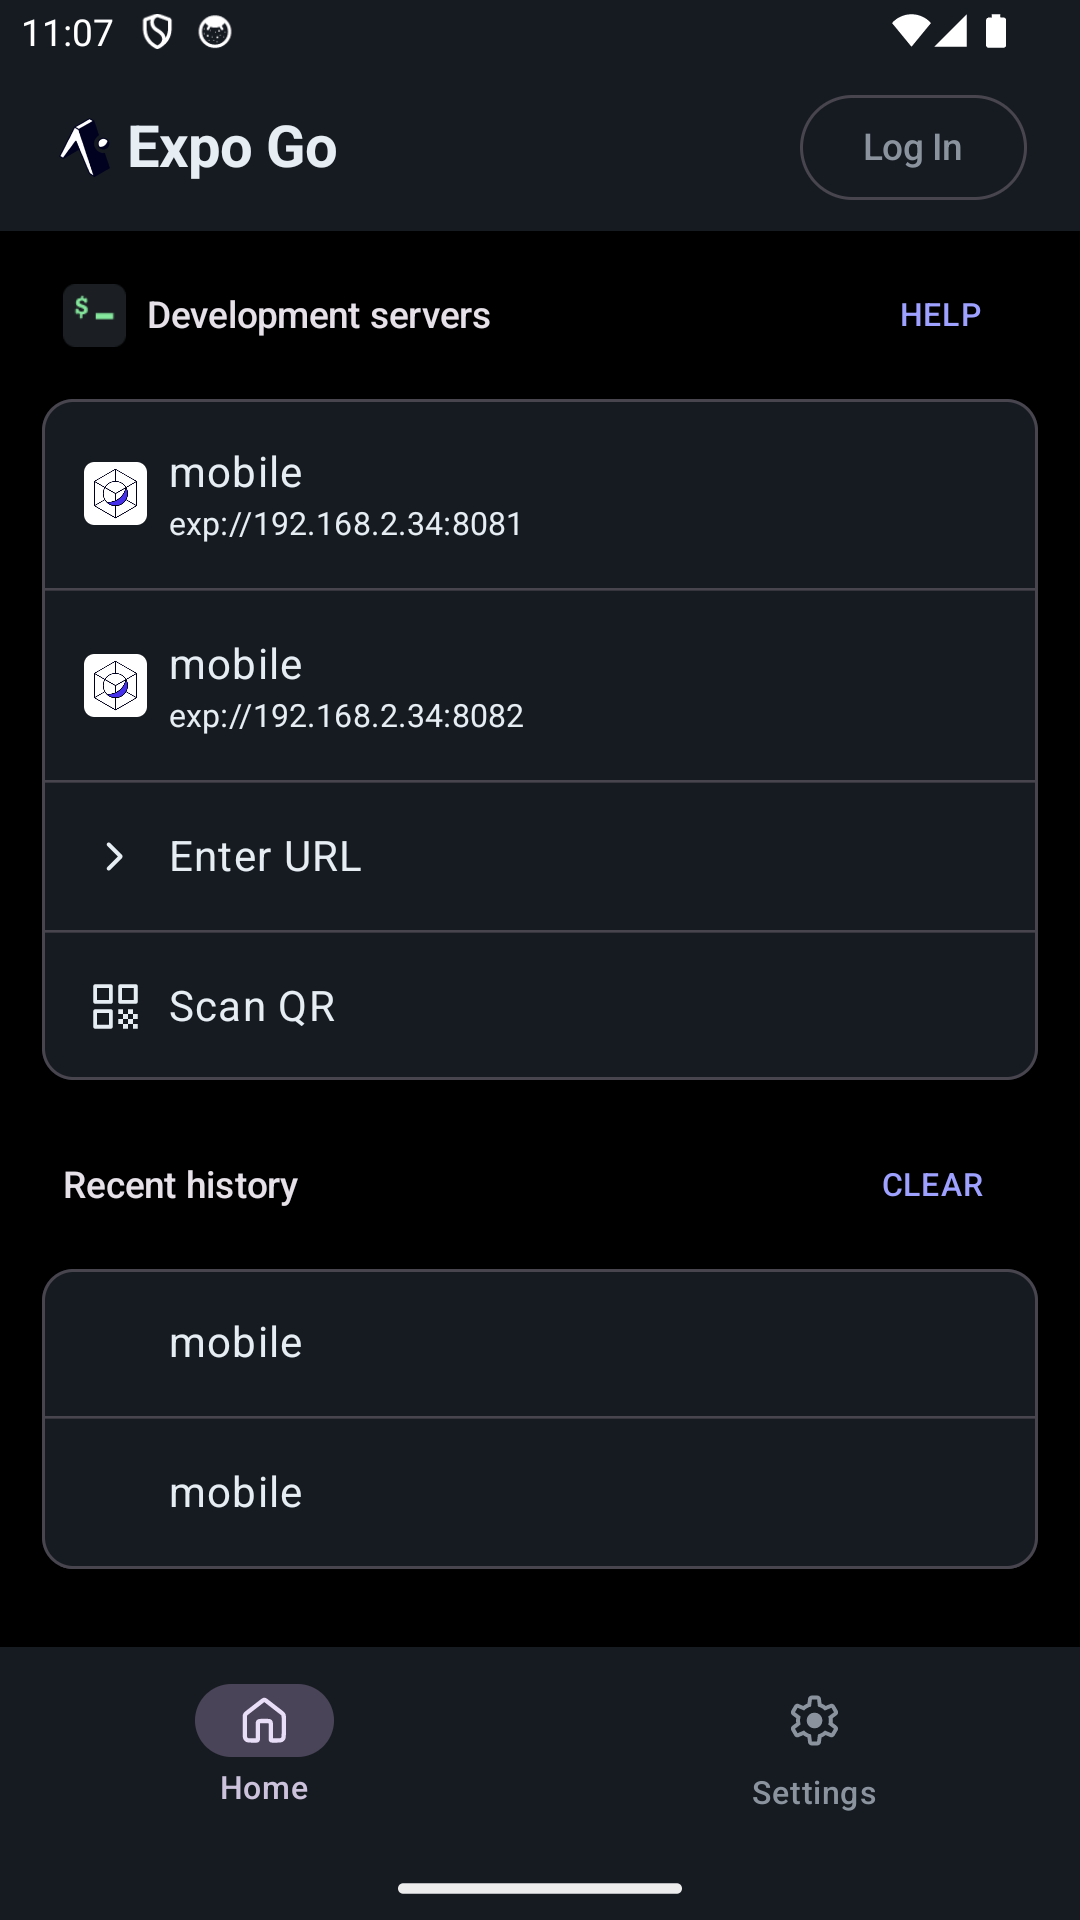 11:07
Expo Go
Log In
$
Development servers
HELP
mobile
exp://192.168.2.34:8081
mobile
exp://192.168.2.34:8082
Enter URL
Scan QR
Recent history
CLEAR
mobile
mobile
Home
Settings